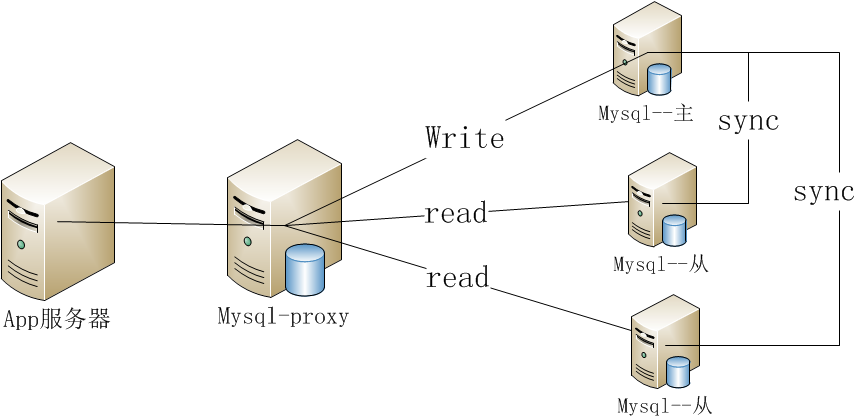 Mysql--主
sync
Write
sync
read
Mysql--从
read
App服务器
Mysql-proxy
Mysql--从